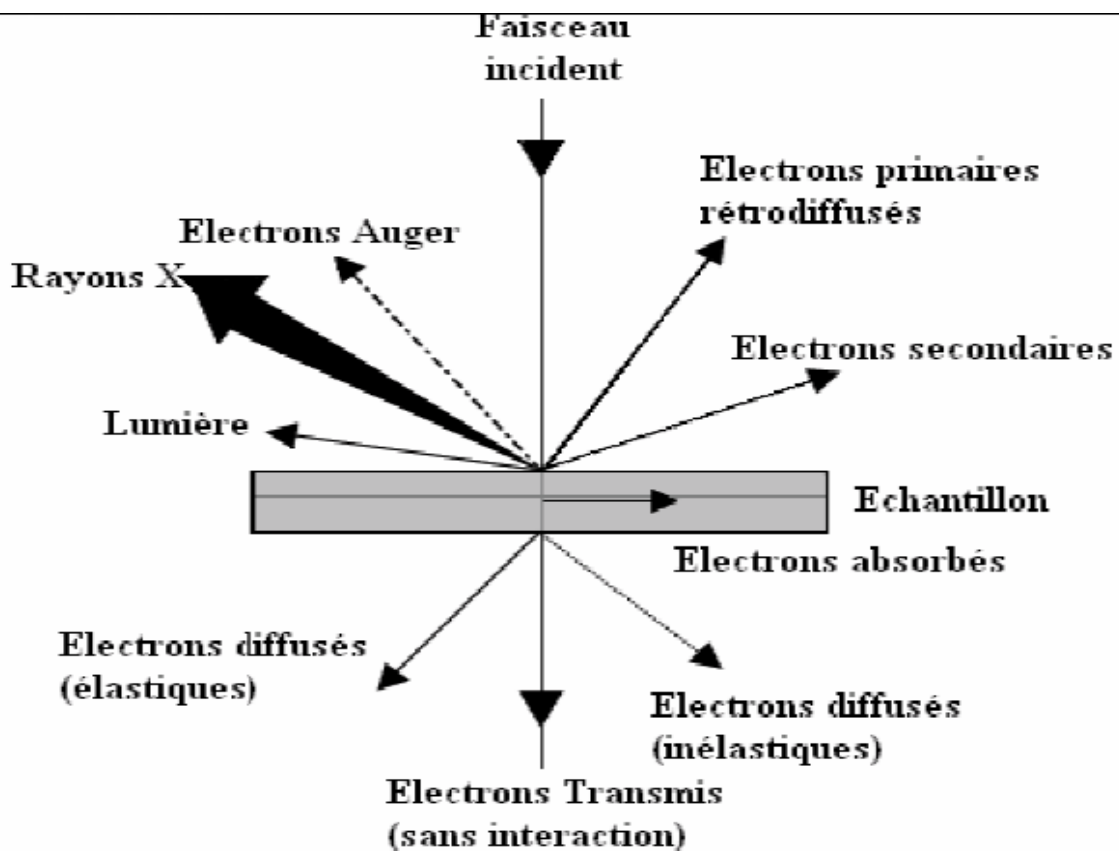 Faisceau
incident
Electrons primaires
rétrodiffusés
Electrons Auger
Rayons X
Electrons secondaires
Lumière
Echantillon
Electrons absorbés
Electrons diffusés
(élastiques)
Electrons diffusés
(inélastiques)
Electrons Transmis
(sans interaction)